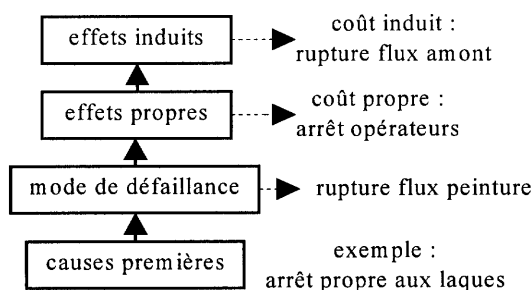 effets induits
coût induit :
rupture flux amont
effets propres
coût propre :
arrêt opérateurs
mode de défaillance
rupture flux peinture
causes premières
exemple :
arrêt propre aux laques